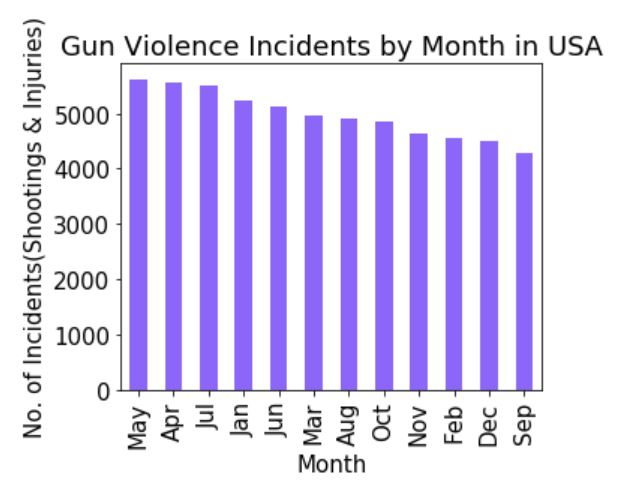 Gun Violence Incidents by Month in USA
No. of Incidents(Shootings & Injuries)
5000
4000
3000
2000
1000
0
May Apr Jul Jan Jun Mar Aug Oct Nov Feb Dec Sep
Month